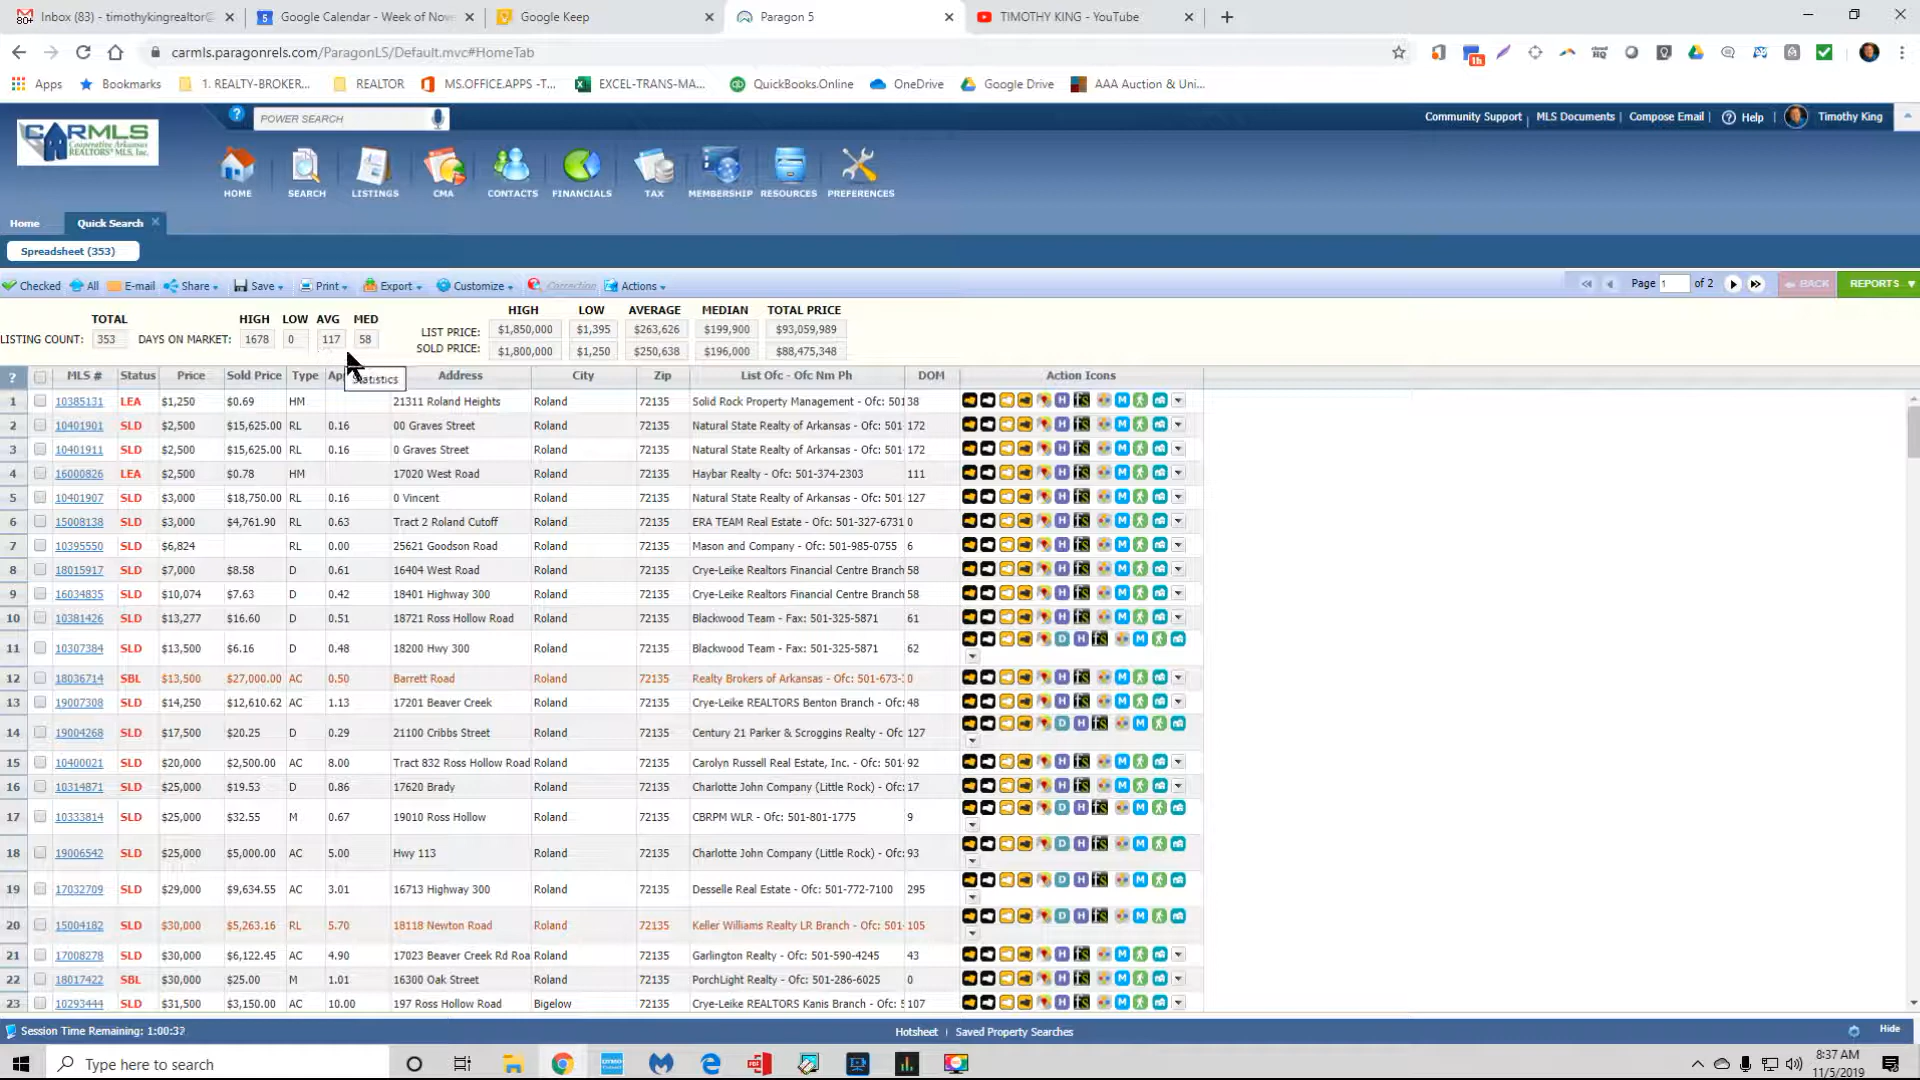 Inbox (83) - timothykingrealtor@ Google Calendar - Week of Nov Google Keep Paragon 5 TIMOTHY KING - YouTube
carmls.paragonrels.com/ParagonLS/Default.mvc#HomeTab
Apps Bookmarks 1. REALTY-BROKER... REALTOR MS.OFFICE.APPS -T... EXCEL-TRANS-MA... QuickBooks.Online OneDrive Google Drive AAA Auction & Uni...
CARMLS
Cooperative Arkansas
REALTORS® MLS, Inc.
POWER SEARCH
Community Support MLS Documents Compose Email Help Timothy King
HOME SEARCH LISTINGS CMA CONTACTS FINANCIALS TAX MEMBERSHIP RESOURCES PREFERENCES
Home Quick Search
Spreadsheet (353)
Checked All E-mail Share Save Print Export Customize Correction Actions Page 1 of 2 BACK REPORTS
TOTAL HIGH LOW AVG MED HIGH LOW AVERAGE MEDIAN TOTAL PRICE
LISTING COUNT: 353 DAYS ON MARKET: 1678 0 117 58
LIST PRICE: $1,850,000 $1,395 $263,626 $199,900 $93,059,989
SOLD PRICE: $1,800,000 $1,250 $250,638 $196,000 $88,475,348
? MLS # Status Price Sold Price Type Ap Address City Zip List Ofc - Ofc Nm Ph DOM Action Icons
Statistics
1 10385131 LEA $1,250 $0.69 HM 21311 Roland Heights Roland 72135 Solid Rock Property Management - Ofc: 501 38
2 10401901 SLD $2,500 $15,625.00 RL 0.16 00 Graves Street Roland 72135 Natural State Realty of Arkansas - Ofc: 501- 172
3 10401911 SLD $2,500 $15,625.00 RL 0.16 0 Graves Street Roland 72135 Natural State Realty of Arkansas - Ofc: 501- 172
4 16000826 LEA $2,500 $0.78 HM 17020 West Road Roland 72135 Haybar Realty - Ofc: 501-374-2303 111
5 10401907 SLD $3,000 $18,750.00 RL 0.16 0 Vincent Roland 72135 Natural State Realty of Arkansas - Ofc: 501- 127
6 15008138 SLD $3,000 $4,761.90 RL 0.63 Tract 2 Roland Cutoff Roland 72135 ERA TEAM Real Estate - Ofc: 501-327-6731 0
7 10395550 SLD $6,824 RL 0.00 25621 Goodson Road Roland 72135 Mason and Company - Ofc: 501-985-0755 6
8 18015917 SLD $7,000 $8.58 D 0.61 16404 West Road Roland 72135 Crye-Leike Realtors Financial Centre Branch 58
9 16034835 SLD $10,074 $7.63 D 0.42 18401 Highway 300 Roland 72135 Crye-Leike Realtors Financial Centre Branch 58
10 10381426 SLD $13,277 $16.60 D 0.51 18721 Ross Hollow Road Roland 72135 Blackwood Team - Fax: 501-325-5871 61
11 10307384 SLD $13,500 $6.16 D 0.48 18200 Hwy 300 Roland 72135 Blackwood Team - Fax: 501-325-5871 62
12 18036714 SBL $13,500 $27,000.00 AC 0.50 Barrett Road Roland 72135 Realty Brokers of Arkansas - Ofc: 501-673- 0
13 19007308 SLD $14,250 $12,610.62 AC 1.13 17201 Beaver Creek Roland 72135 Crye-Leike REALTORS Benton Branch - Ofc: 48
14 19004268 SLD $17,500 $20.25 D 0.29 21100 Cribbs Street Roland 72135 Century 21 Parker & Scroggins Realty - Ofc: 127
15 10400021 SLD $20,000 $2,500.00 AC 8.00 Tract 832 Ross Hollow Road Roland 72135 Carolyn Russell Real Estate, Inc. - Ofc: 501- 92
16 10314871 SLD $25,000 $19.53 D 0.86 17620 Brady Roland 72135 Charlotte John Company (Little Rock) - Ofc: 17
17 10333814 SLD $25,000 $32.55 M 0.67 19010 Ross Hollow Roland 72135 CBRPM WLR - Ofc: 501-801-1775 9
18 19006542 SLD $25,000 $5,000.00 AC 5.00 Hwy 113 Roland 72135 Charlotte John Company (Little Rock) - Ofc: 93
19 17032709 SLD $29,000 $9,634.55 AC 3.01 16713 Highway 300 Roland 72135 Desselle Real Estate - Ofc: 501-772-7100 295
20 15004182 SLD $30,000 $5,263.16 RL 5.70 18118 Newton Road Roland 72135 Keller Williams Realty LR Branch - Ofc: 501- 105
21 17008278 SLD $30,000 $6,122.45 AC 4.90 17023 Beaver Creek Rd Roa Roland 72135 Garlington Realty - Ofc: 501-590-4245 43
22 18017422 SBL $30,000 $25.00 M 1.01 16300 Oak Street Roland 72135 PorchLight Realty - Ofc: 501-286-6025 0
23 10293444 SLD $31,500 $3,150.00 AC 10.00 197 Ross Hollow Road Bigelow 72135 Crye-Leike REALTORS Kanis Branch - Ofc: 5 107
Session Time Remaining: 1:00:37 Hotsheet Saved Property Searches Hide
Type here to search
8:37 AM
11/5/2019